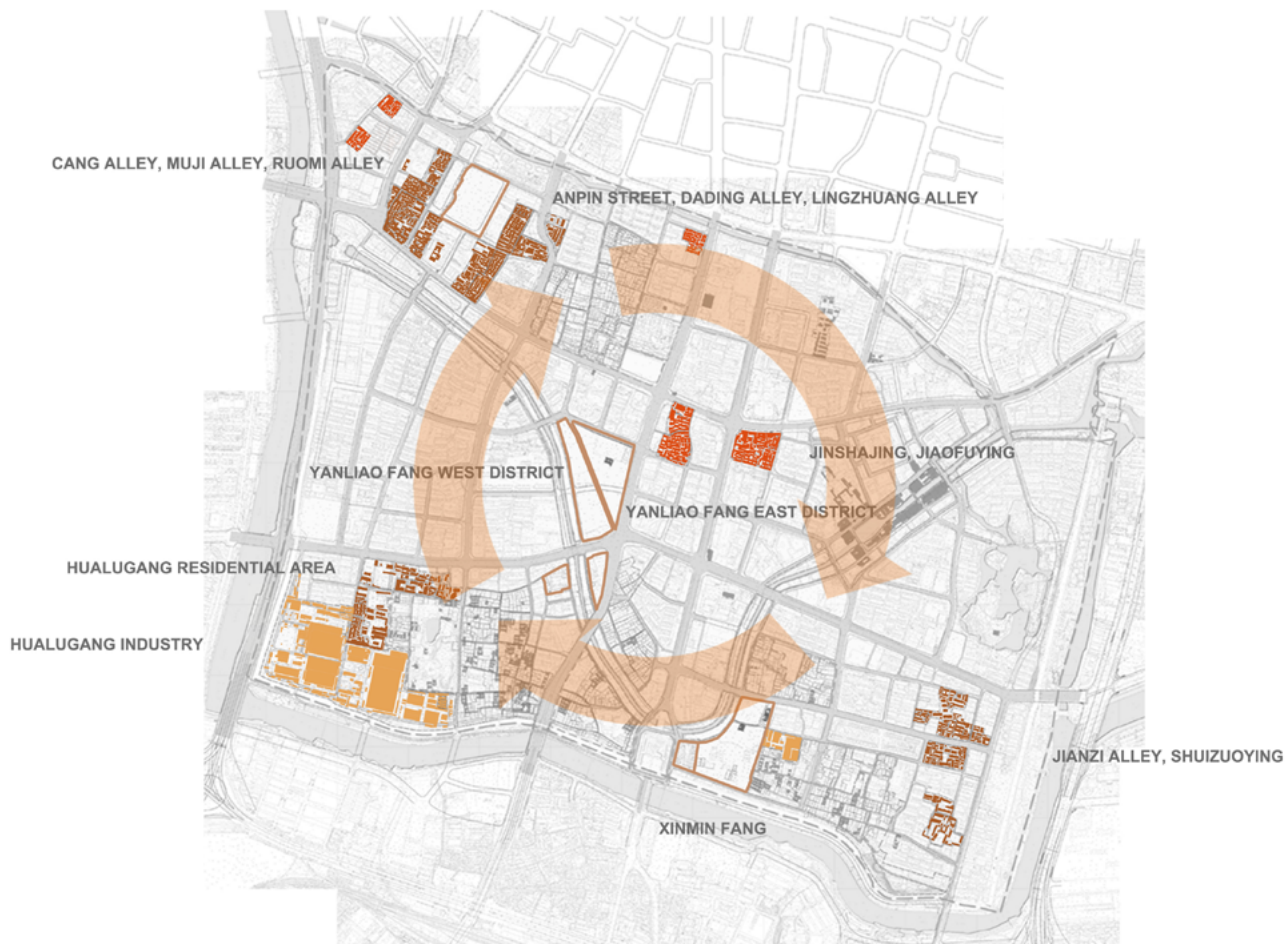 CANG ALLEY, MUJI ALLEY, RUOMI ALLEY
ANPIN STREET, DADING ALLEY, LINGZHUANG ALLEY
JINSHAJING, JIAOFUYING
YANLIAO FANG WEST DISTRICT
YANLIAO FANG EAST DISTRICT
HUALUGANG RESIDENTIAL AREA
HUALUGANG INDUSTRY
JIANZI ALLEY, SHUIZUOYING
XINMIN FANG